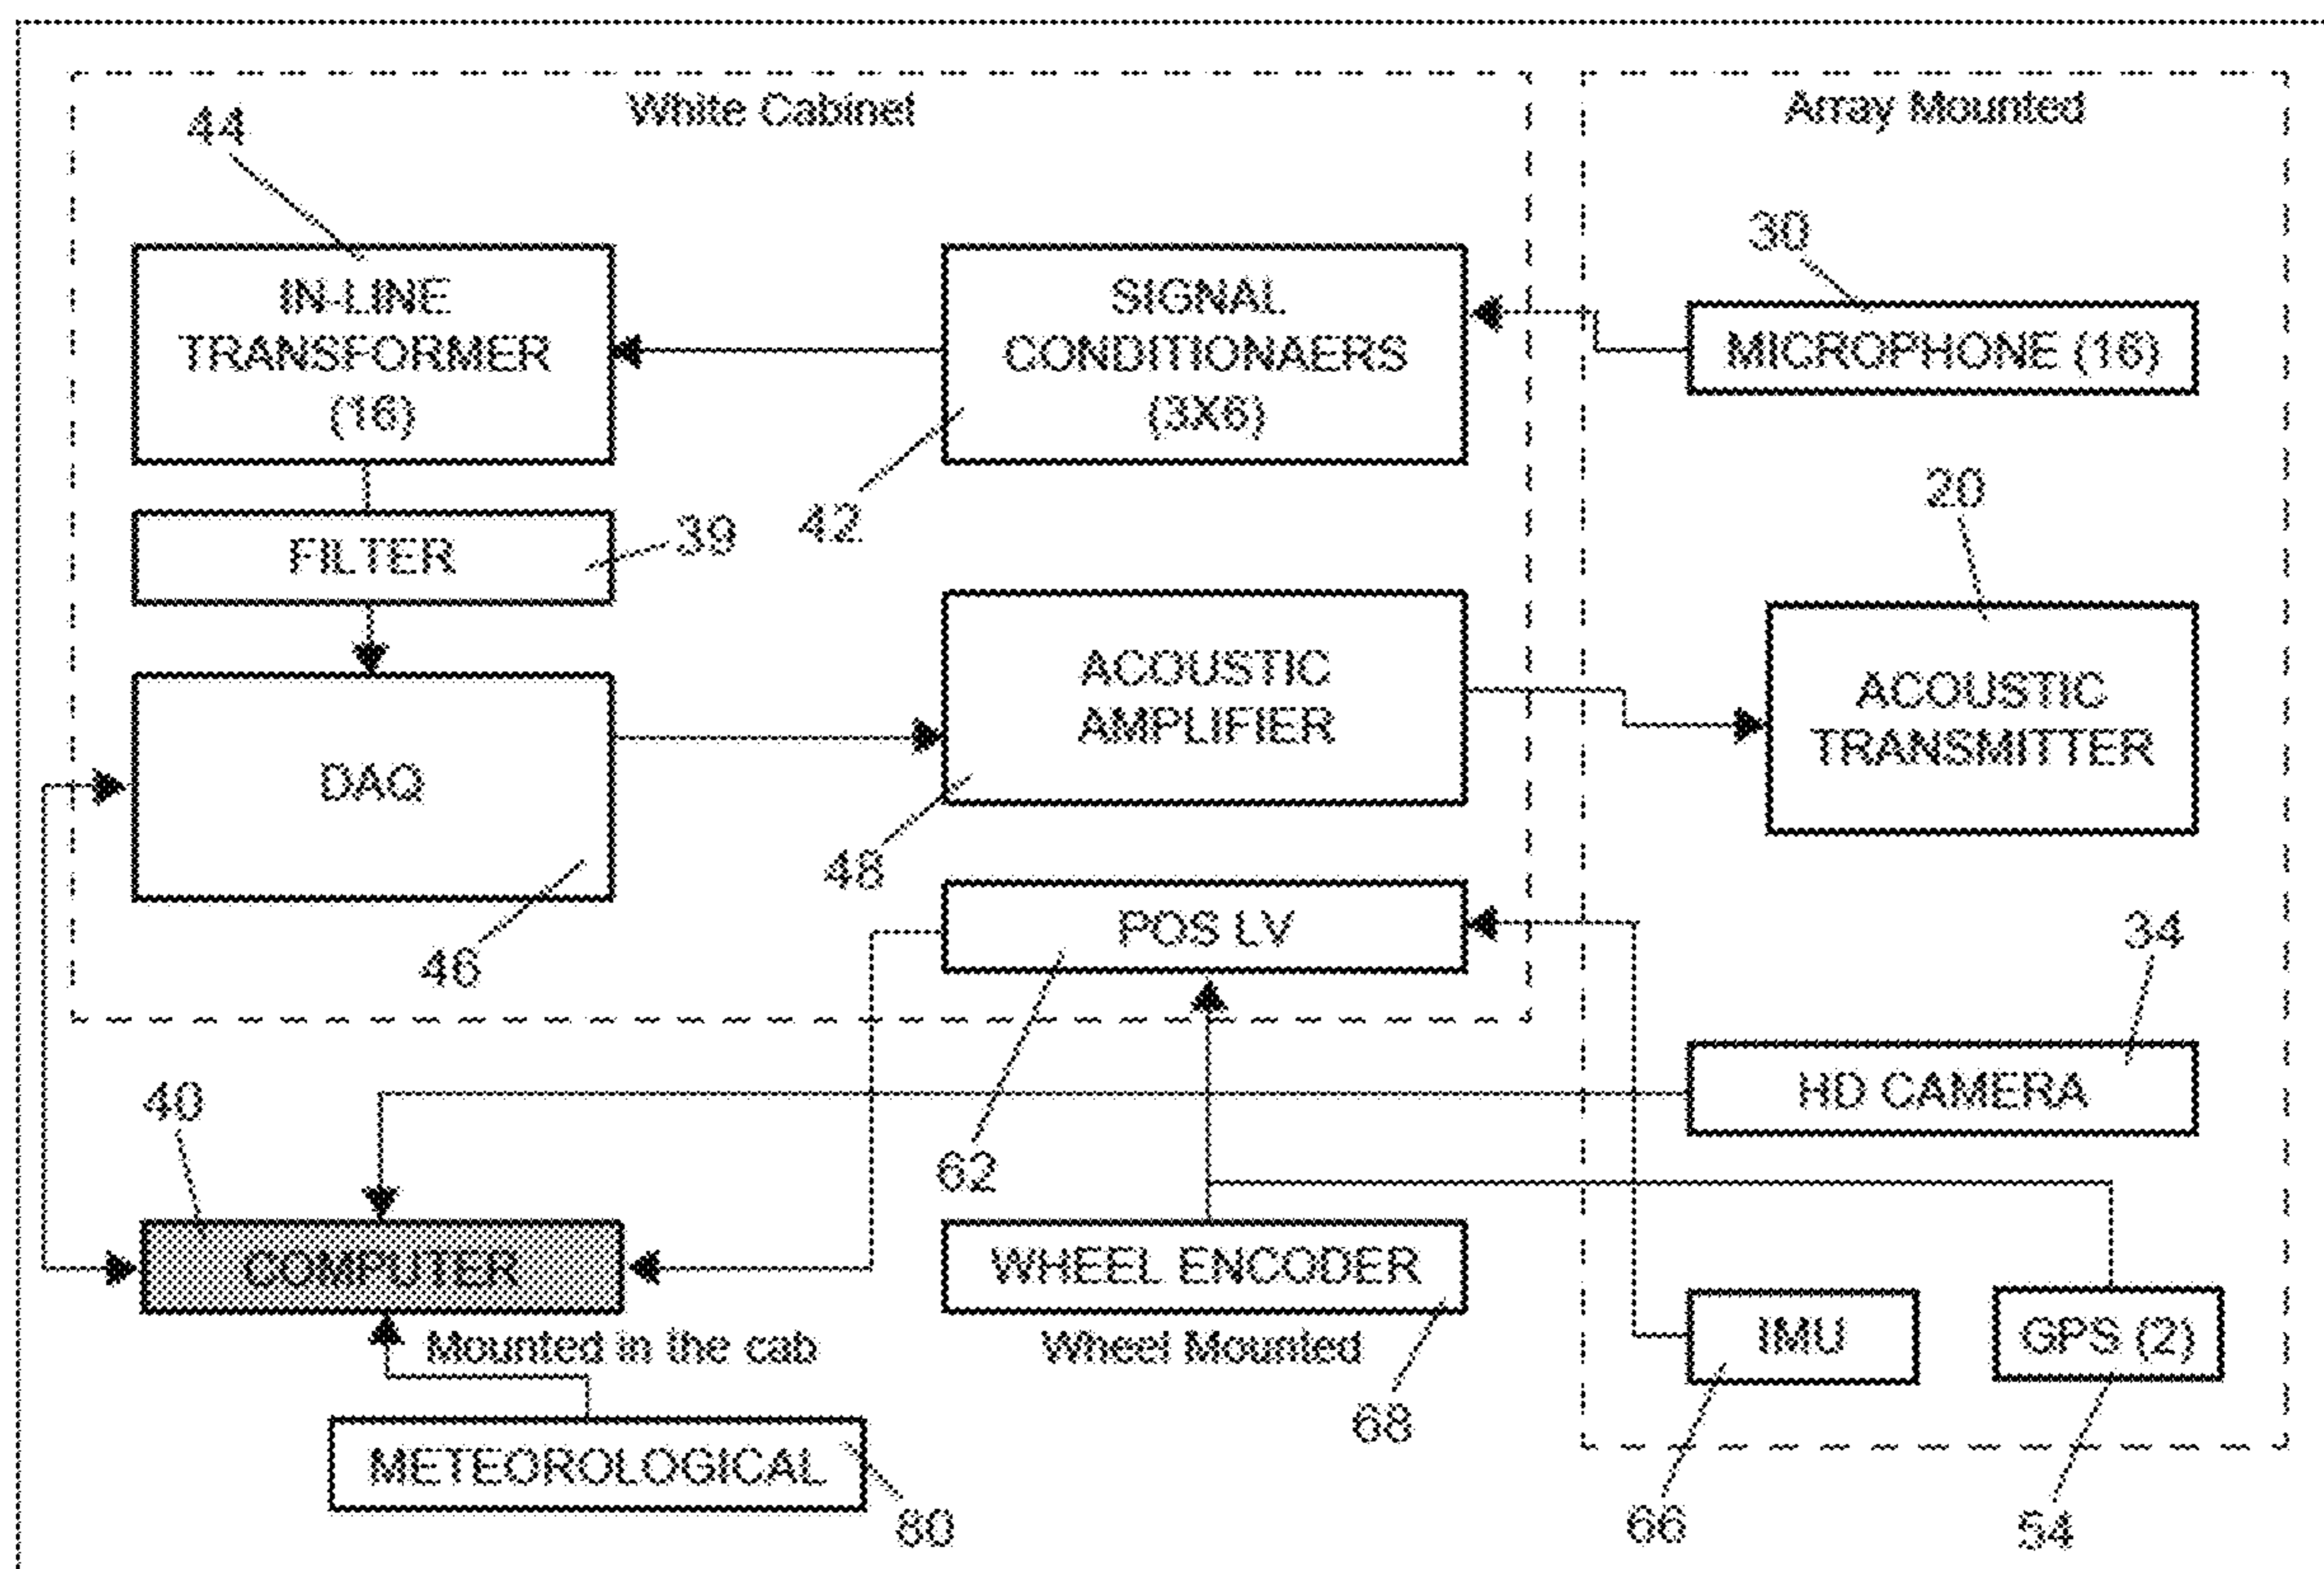 White Cabinet
Array Mounted
44
30
IN-LINE
TRANSFORMER
(16)
SIGNAL
CONDITIONAERS
(3X6)
MICROPHONE (16)
42
20
FILTER
39
ACOUSTIC
AMPLIFIER
ACOUSTIC
TRANSMITTER
DAQ
48
46
POS LV
34
HD CAMERA
40
62
COMPUTER
WHEEL ENCODER
IMU
GPS (2)
Mounted in the cab
Wheel Mounted
68
METEOROLOGICAL
60
66
54